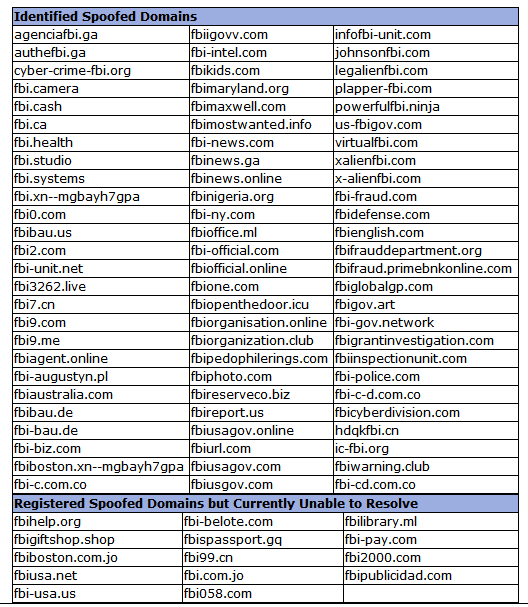 Identified Spoofed Domains
agenciafbi.ga fbiigovv.com infofbi-unit.com
authefbi.ga fbi-intel.com johnsonfbi.com
cyber-crime-fbi.org fbikids.com legalienfbi.com
fbi.camera fbimaryland.org plapper-fbi.com
fbi.cash fbimaxwell.com powerfulfbi.ninja
fbi.ca fbimostwanted.info us-fbigov.com
fbi.health fbi-news.com virtualfbi.com
fbi.studio fbinews.ga xalienfbi.com
fbi.systems fbinews.online x-alienfbi.com
fbi.xn--mgbayh7gpa fbinigeria.org fbi-fraud.com
fbi0.com fbi-ny.com fbidefense.com
fbibau.us fbioffice.ml fbienglish.com
fbi2.com fbi-official.com fbifrauddepartment.org
fbi-unit.net fbiofficial.online fbifraud.primebnkonline.com
fbi3262.live fbione.com fbiglobalgp.com
fbi7.cn fbiopenthedoor.icu fbigov.art
fbi9.com fbiorganisation.online fbi-gov.network
fbi9.me fbiorganization.club fbigrantinvestigation.com
fbiagent.online fbipedophilerings.com fbiinspectionunit.com
fbi-augustyn.pl fbiphoto.com fbi-police.com
fbiaustralia.com fbireserveco.biz fbi-c-d.com.co
fbibau.de fbireport.us fbicyberdivision.com
fbi-bau.de fbiusagov.online hdqkfbi.cn
fbi-biz.com fbiurl.com ic-fbi.org
fbiboston.xn--mgbayh7gpa fbiusagov.com fbiwarning.club
fbi-c.com.co fbiusgov.com fbi-cd.com.co
Registered Spoofed Domains but Currently Unable to Resolve
fbihelp.org fbi-belote.com fbilibrary.ml
fbigiftshop.shop fbispassport.gq fbi-pay.com
fbiboston.com.jo fbi99.cn fbi2000.com
fbiusa.net fbi.com.jo fbipublicidad.com
fbi-usa.us fbi058.com